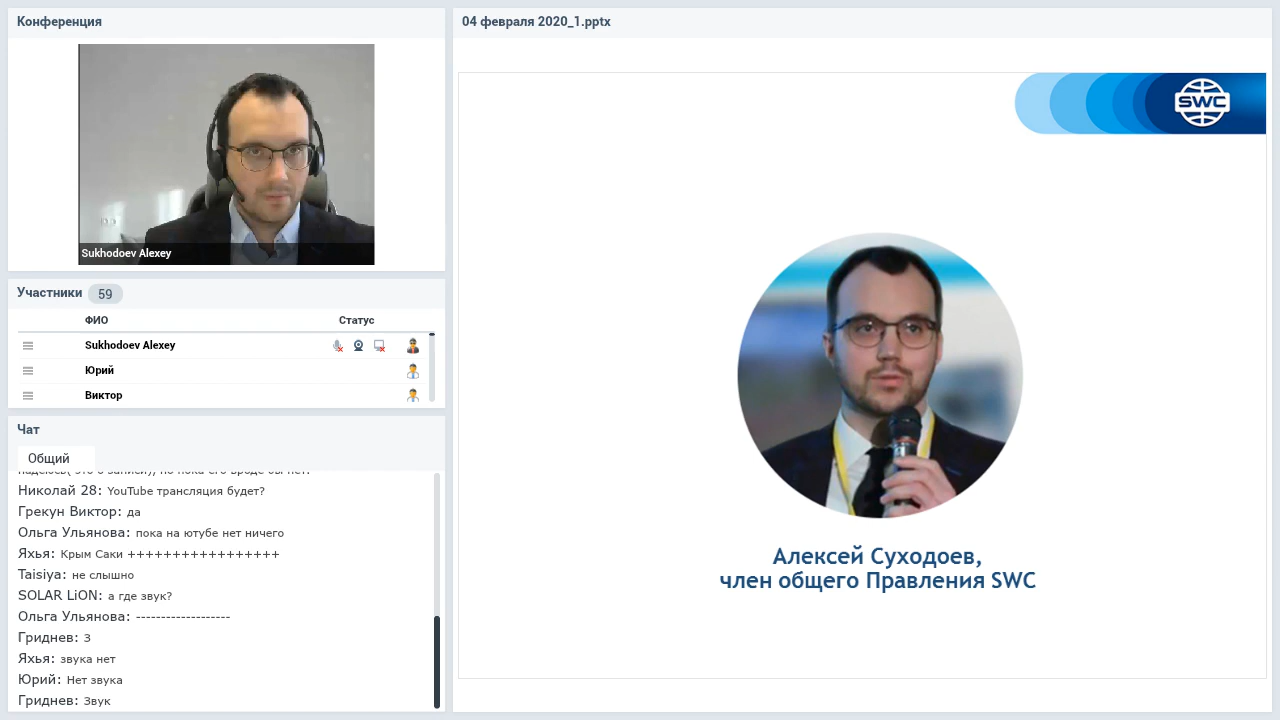 Конференция
Sukhodoev Alexey
Участники 59
ФИО Статус
Sukhodoev Alexey
Юрий
Виктор
Чат
Общий
Николай 28: YouTube трансляция будет?
Грекун Виктор: да
Ольга Ульянова: пока на ютубе нет ничего
Яхья: Крым Саки +++++++++++++++++
Taisiya: не слышно
SOLAR LiON: а где звук?
Ольга Ульянова: -------------------
Гриднев: З
Яхья: звука нет
Юрий: Нет звука
Гриднев: Звук
04 февраля 2020_1.pptx
SWC
Алексей Суходоев,
член общего Правления SWC